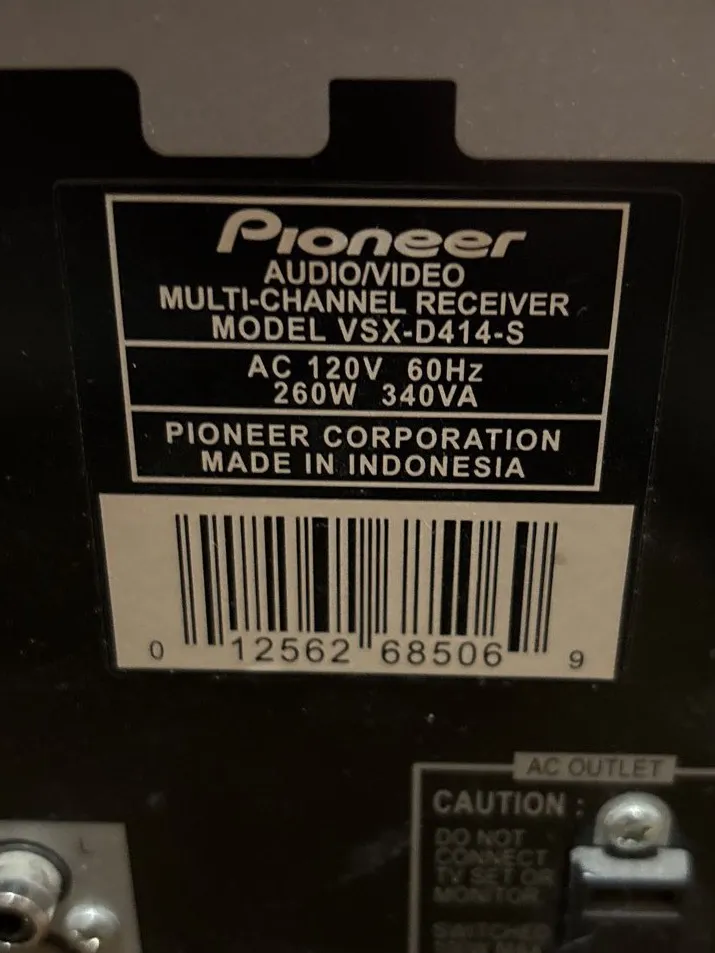 Pioneer
AUDIO/VIDEO
MULTI-CHANNEL RECEIVER
MODEL VSX-D414-S
AC 120V 60Hz
260W 340VA
PIONEER CORPORATION
MADE IN INDONESIA
0 12562 68506 9
AC OUTLET
CAUTION :
DO NOT
CONNECT
TV SET OR
MONITOR
SWITCHED
L